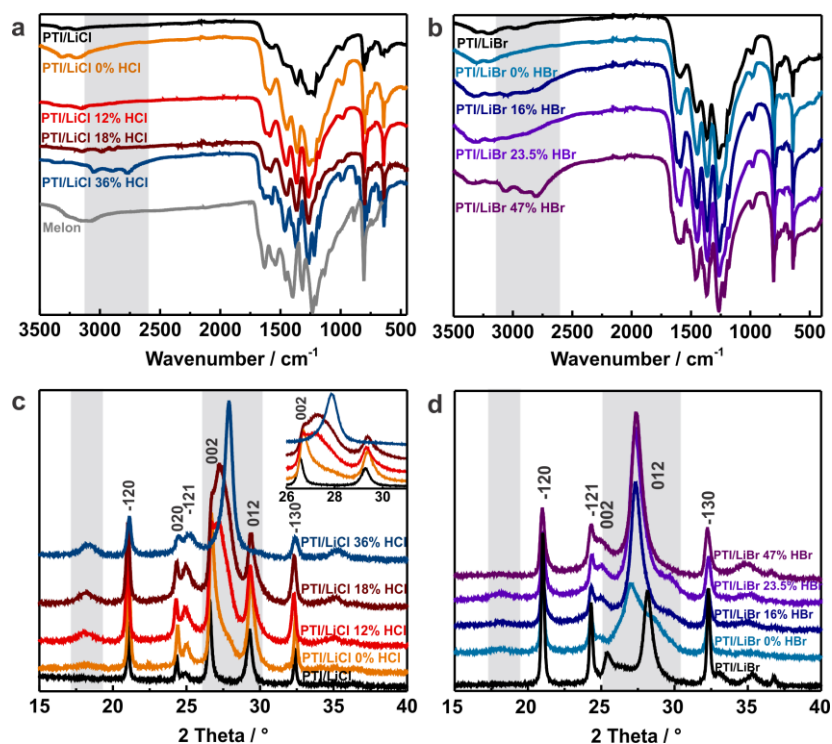 a
PTI/LiCl
PTI/LiCl 0% HCl
PTI/LiCl 12% HCl
PTI/LiCl 18% HCl
PTI/LiCl 36% HCl
Melon
3500 3000 2500 2000 1500 1000 500
Wavenumber / cm⁻¹
b
PTI/LiBr
PTI/LiBr 0% HBr
PTI/LiBr 16% HBr
PTI/LiBr 23.5% HBr
PTI/LiBr 47% HBr
3500 3000 2500 2000 1500 1000 500
Wavenumber / cm⁻¹
c
-120
020
-121
002
012
-130
002
26 28 30
PTI/LiCl 36% HCl
PTI/LiCl 18% HCl
PTI/LiCl 12% HCl
PTI/LiCl 0% HCl
PTI/LiCl
15 20 25 30 35 40
2 Theta / °
d
-120
-121
002
012
-130
PTI/LiBr 47% HBr
PTI/LiBr 23.5% HBr
PTI/LiBr 16% HBr
PTI/LiBr 0% HBr
PTI/LiBr
15 20 25 30 35 40
2 Theta / °